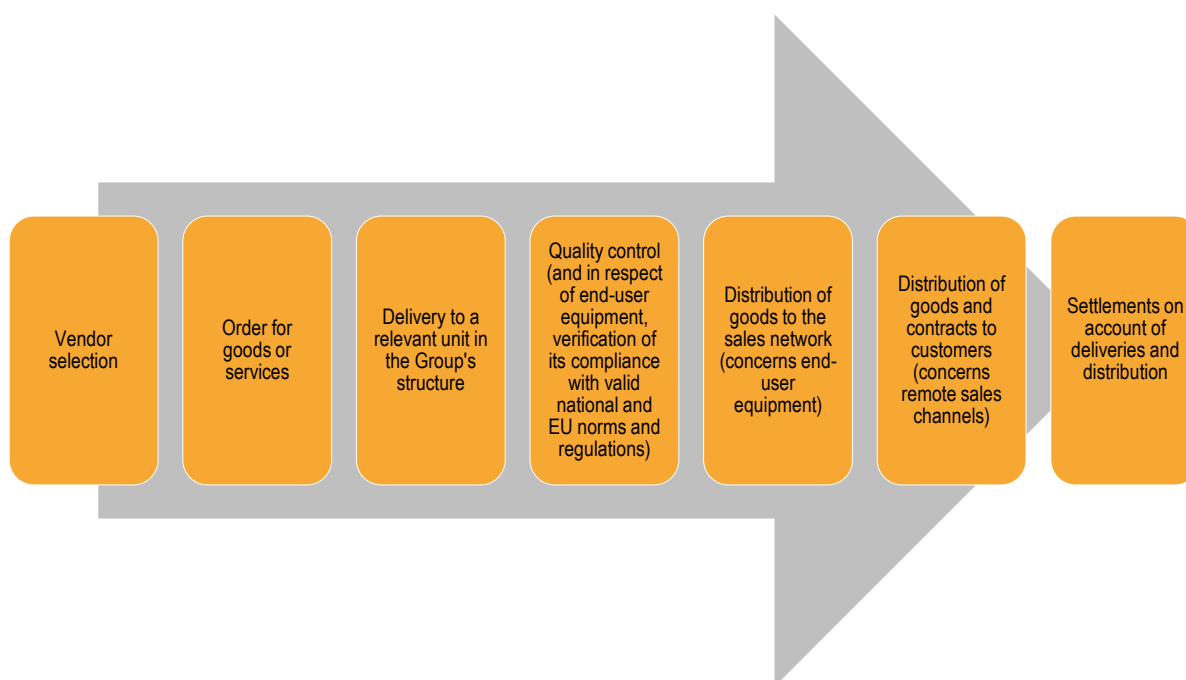 Vendor
selection
Order for
goods or
services
Delivery to a
relevant unit in
the Group's
structure
Quality control
(and in respect
of end-user
equipment,
verification of
its compliance
with valid
national and
EU norms and
regulations)
Distribution of
goods to the
sales network
(concerns end-
user
equipment)
Distribution of
goods and
contracts to
customers
(concerns
remote sales
channels)
Settlements on
account of
deliveries and
distribution